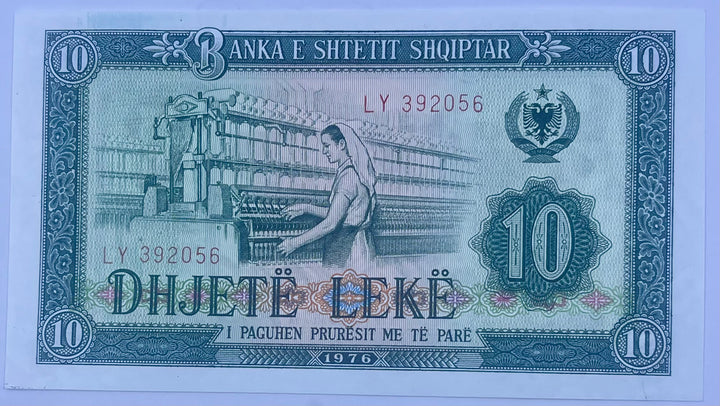 10 BANKA E SHTETIT SHQIPTAR 10
LY 392056
10
LY 392056
DHJETË LEKË
I PAGUHEN PRURËSIT ME TË PARË
10 1976 10